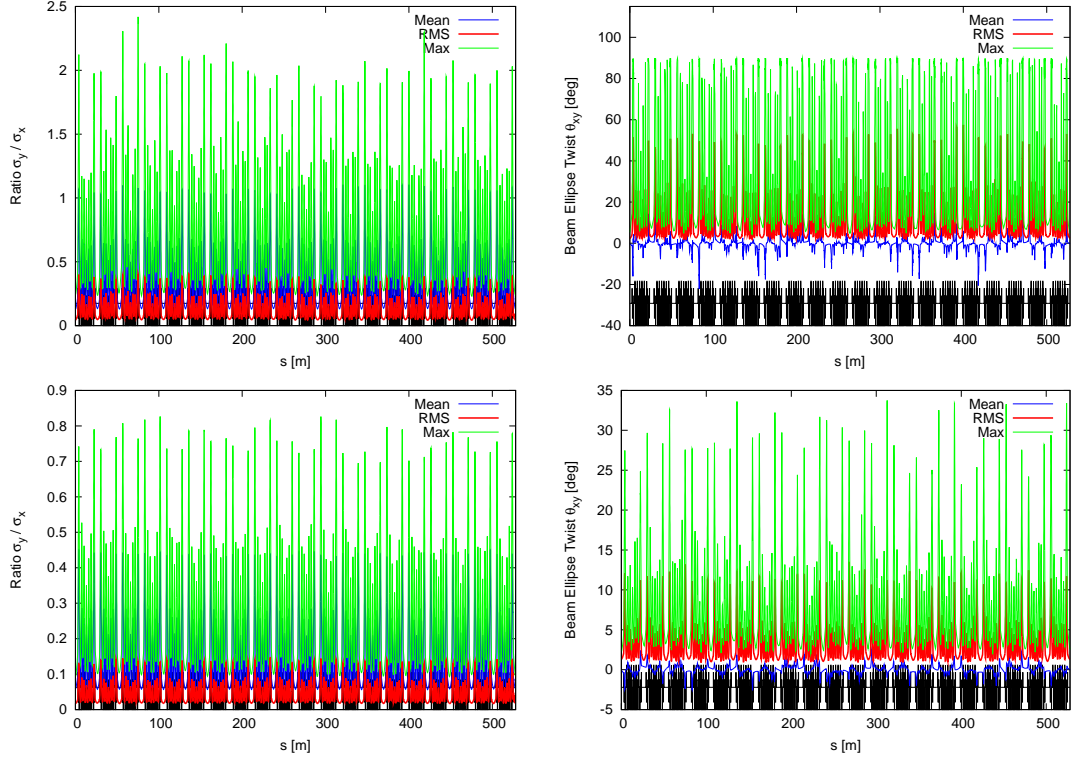 2.5
2
1.5
1
0.5
0
Ratio σy / σx
Mean
RMS
Max
0 100 200 300 400 500
s [m]
100
80
60
40
20
0
-20
-40
Beam Ellipse Twist θxy [deg]
Mean
RMS
Max
0 100 200 300 400 500
s [m]
0.9
0.8
0.7
0.6
0.5
0.4
0.3
0.2
0.1
0
Ratio σy / σx
Mean
RMS
Max
0 100 200 300 400 500
s [m]
35
30
25
20
15
10
5
0
-5
Beam Ellipse Twist θxy [deg]
Mean
RMS
Max
0 100 200 300 400 500
s [m]